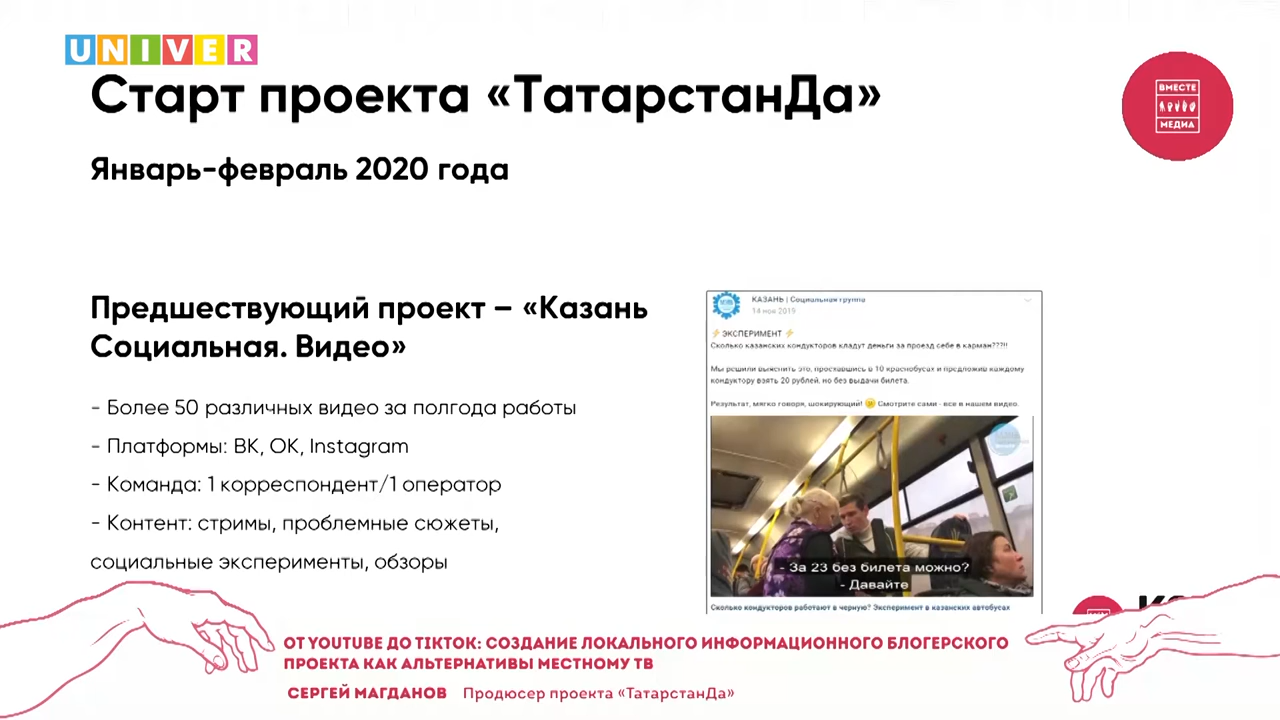 UNIVER
Старт проекта «ТатарстанДа»
ВМЕСТЕ
МЕДИА
Январь-февраль 2020 года
Предшествующий проект – «Казань
Социальная. Видео»
- Более 50 различных видео за полгода работы
- Платформы: ВК, ОК, Instagram
- Команда: 1 корреспондент/1 оператор
- Контент: стримы, проблемные сюжеты,
социальные эксперименты, обзоры
КАЗАНЬ | Социальная группа
14 ноя 2019
⚡ЭКСПЕРИМЕНТ⚡
Сколько казанских кондукторов кладут деньги за проезд себе в карман???!!
Мы решили выяснить это, прокатившись в 10 краснобусах и предложив каждому
кондуктору взять 20 рублей, но без выдачи билета.
Результат, мягко говоря, шокирующий! Смотрите сами - все в нашем видео.
- За 23 без билета можно?
- Давайте
Сколько кондукторов работают в черную? Эксперимент в казанских автобусах
ОТ YOUTUBE ДО TIKTOK: СОЗДАНИЕ ЛОКАЛЬНОГО ИНФОРМАЦИОННОГО БЛОГЕРСКОГО
ПРОЕКТА КАК АЛЬТЕРНАТИВЫ МЕСТНОМУ ТВ
СЕРГЕЙ МАГДАНОВ Продюсер проекта «ТатарстанДа»